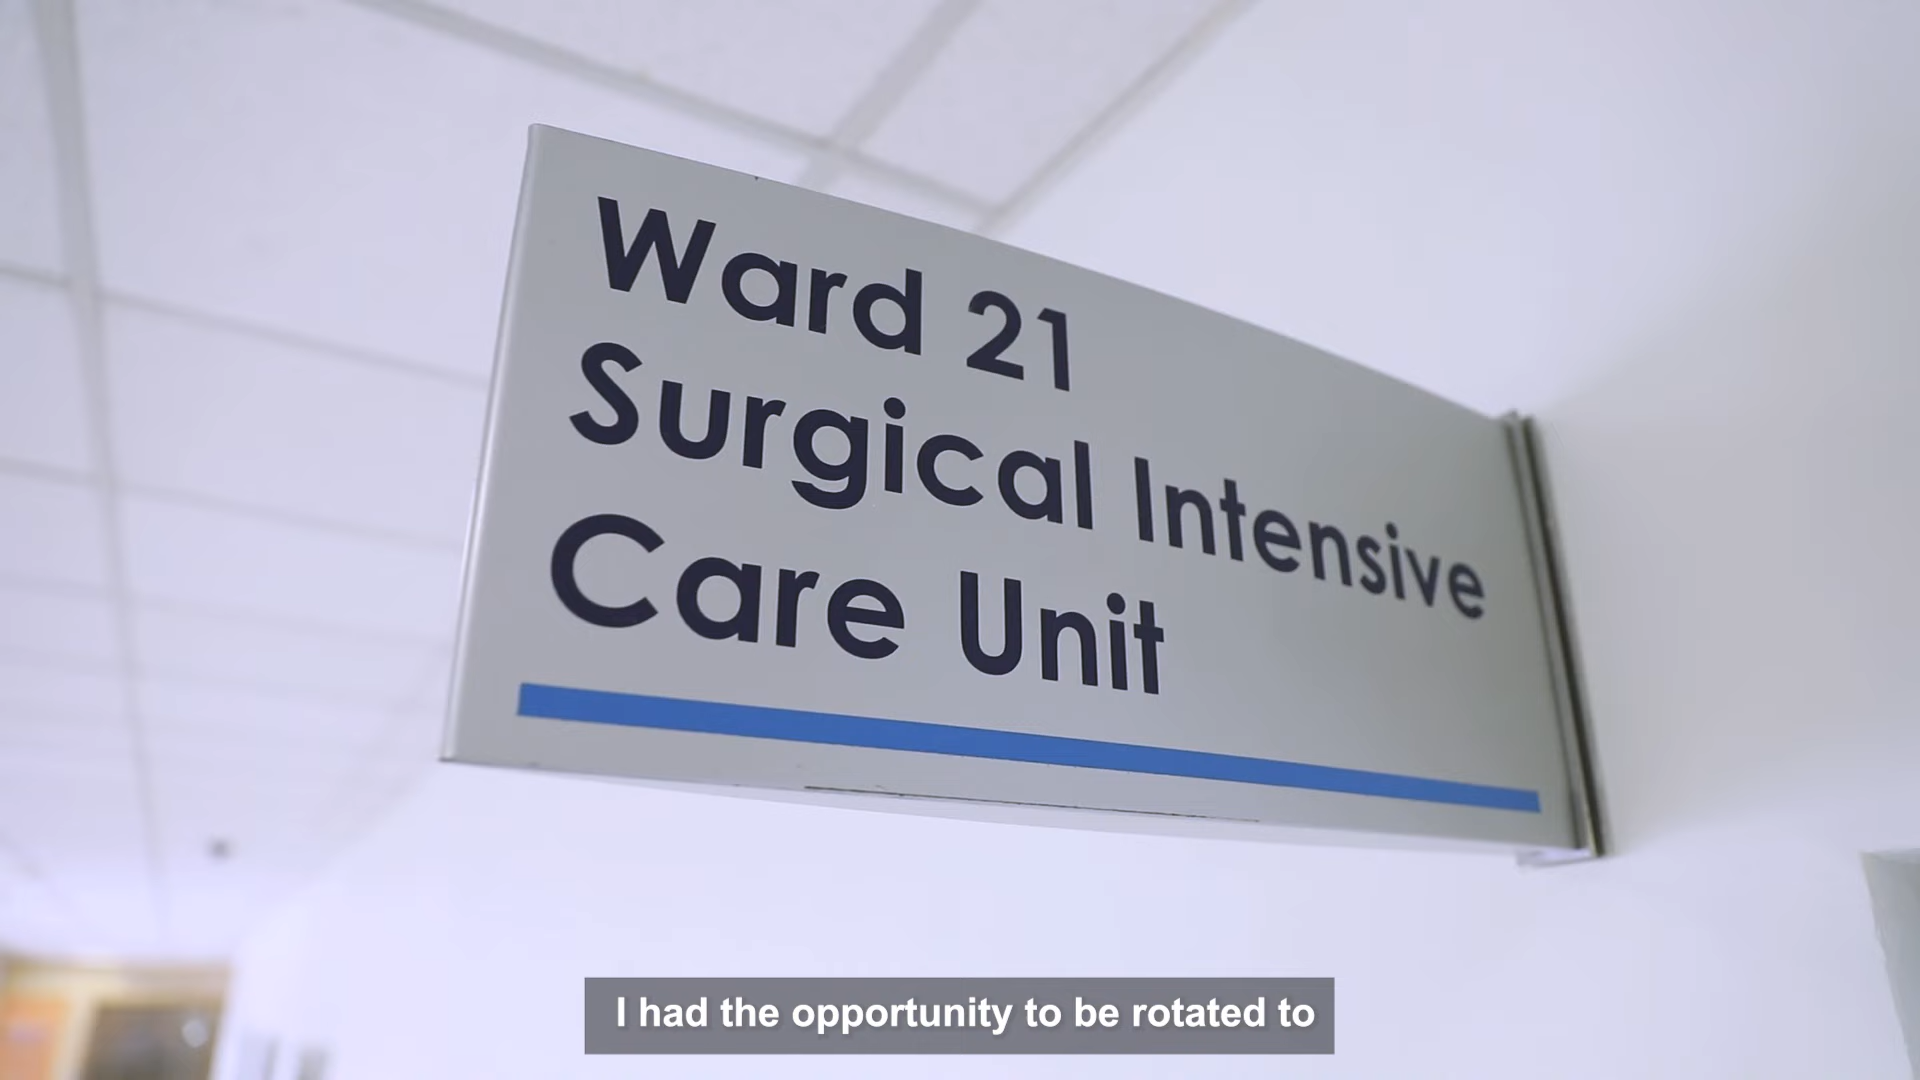 Ward 21
Surgical Intensive
Care Unit
I had the opportunity to be rotated to